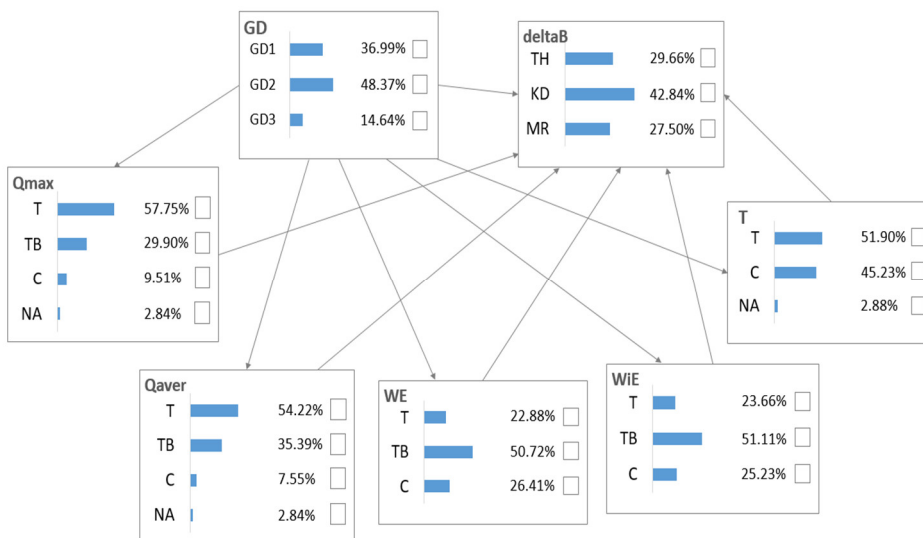 GD
GD1 36.99%
GD2 48.37%
GD3 14.64%
deltaB
TH 29.66%
KD 42.84%
MR 27.50%
Qmax
T 57.75%
TB 29.90%
C 9.51%
NA 2.84%
T
T 51.90%
C 45.23%
NA 2.88%
Qaver
T 54.22%
TB 35.39%
C 7.55%
NA 2.84%
WE
T 22.88%
TB 50.72%
C 26.41%
WiE
T 23.66%
TB 51.11%
C 25.23%